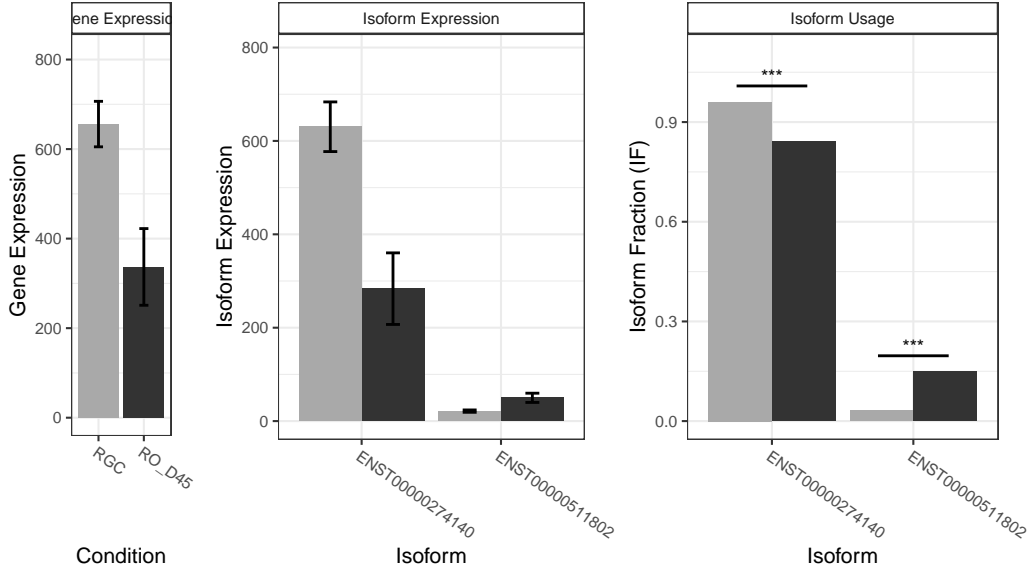 ene Expressio
Gene Expression
800
600
400
200
0
RGC
RO_D45
Condition
Isoform Expression
Isoform Expression
800
600
400
200
0
ENST00000274140
ENST00000511802
Isoform
Isoform Usage
Isoform Fraction (IF)
0.9
0.6
0.3
0.0
***
***
ENST00000274140
ENST00000511802
Isoform